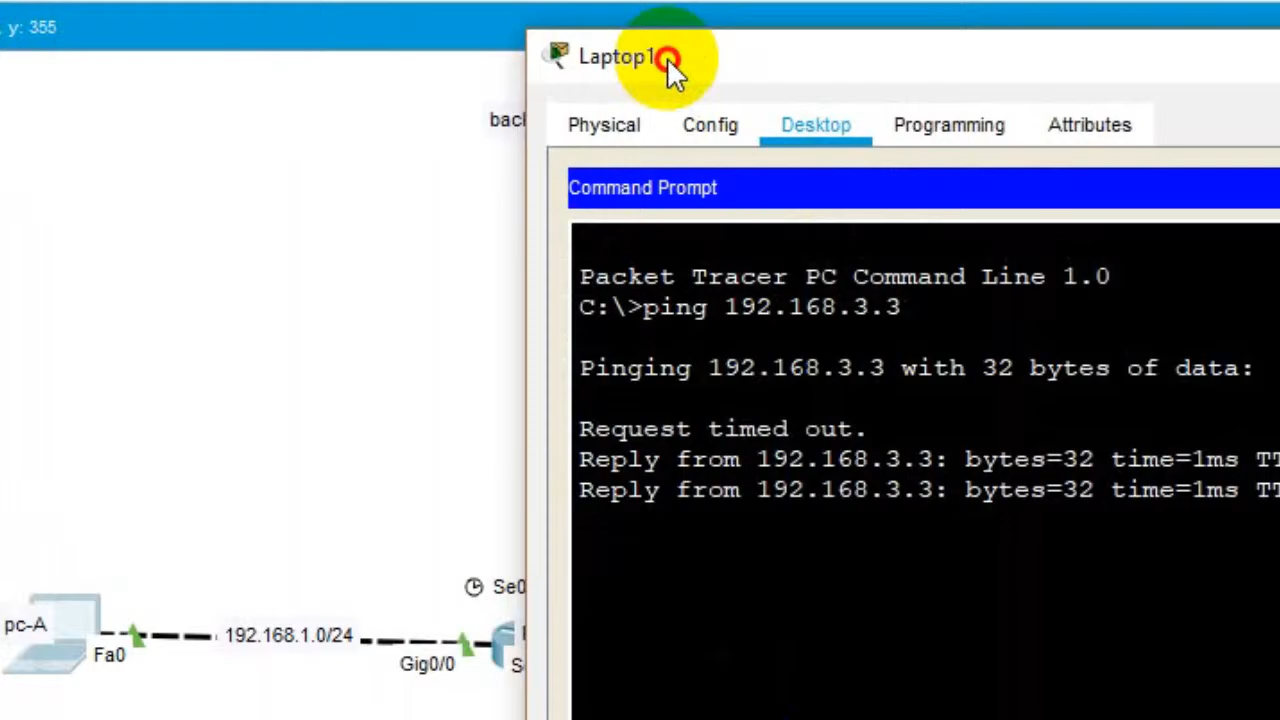 y: 355
Laptop1
Physical Config Desktop Programming Attributes
Command Prompt
Packet Tracer PC Command Line 1.0
C:\>ping 192.168.3.3
Pinging 192.168.3.3 with 32 bytes of data:
Request timed out.
Reply from 192.168.3.3: bytes=32 time=1ms
Reply from 192.168.3.3: bytes=32 time=1ms
Se0
pc-A
192.168.1.0/24
Fa0
Gig0/0